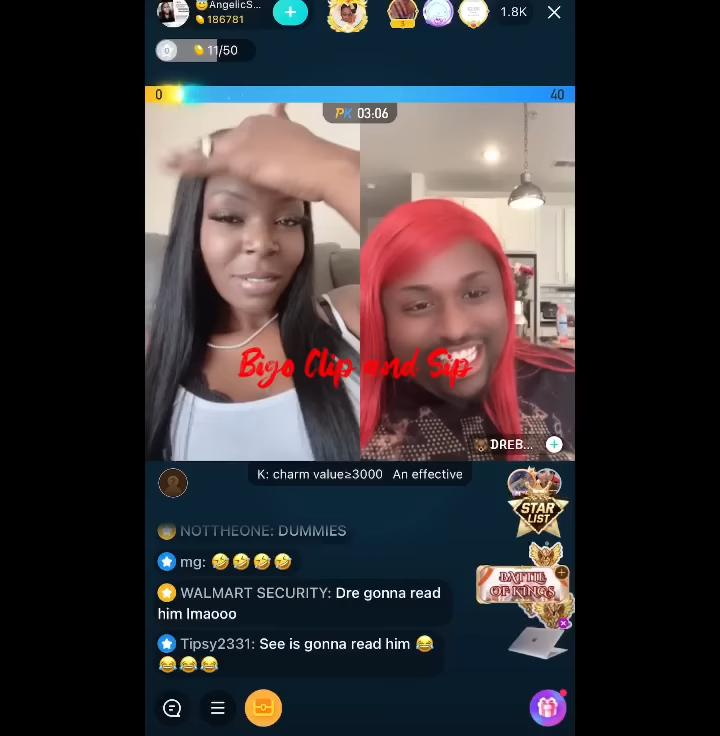 😇AngelicS...
186781
1.8K
11/50
0
40
PK 03:06
Bigo Clip and Sip
DREB...
K: charm value≥3000 An effective
STAR
LIST
NOTTHEONE: DUMMIES
mg: 🤣🤣🤣🤣
BATTLE
OF KINGS
WALMART SECURITY: Dre gonna read
him lmaooo
Tipsy2331: See is gonna read him 😂
😂😂😂